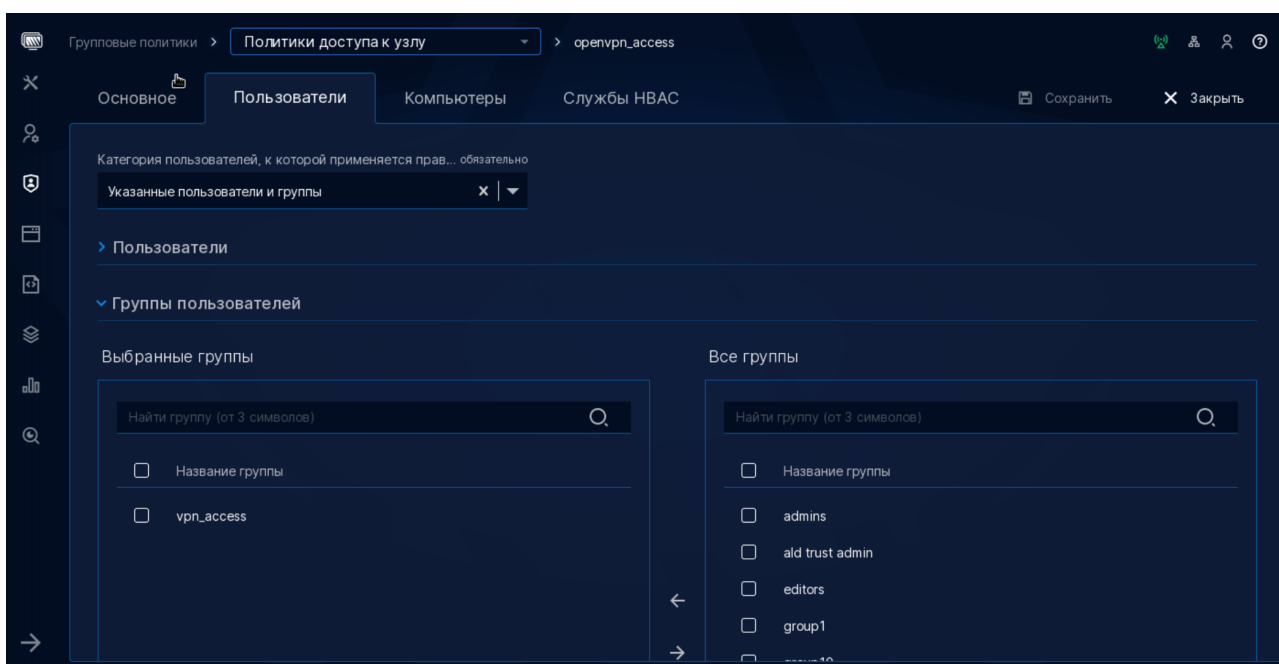 Групповые политики > Политики доступа к узлу > openvpn_access
Основное Пользователи Компьютеры Службы HBAC Сохранить Закрыть
Категория пользователей, к которой применяется прав... обязательно
Указанные пользователи и группы
Пользователи
Группы пользователей
Выбранные группы Все группы
Найти группу (от 3 символов) Найти группу (от 3 символов)
Название группы Название группы
vpn_access admins
ald trust admin
editors
group1